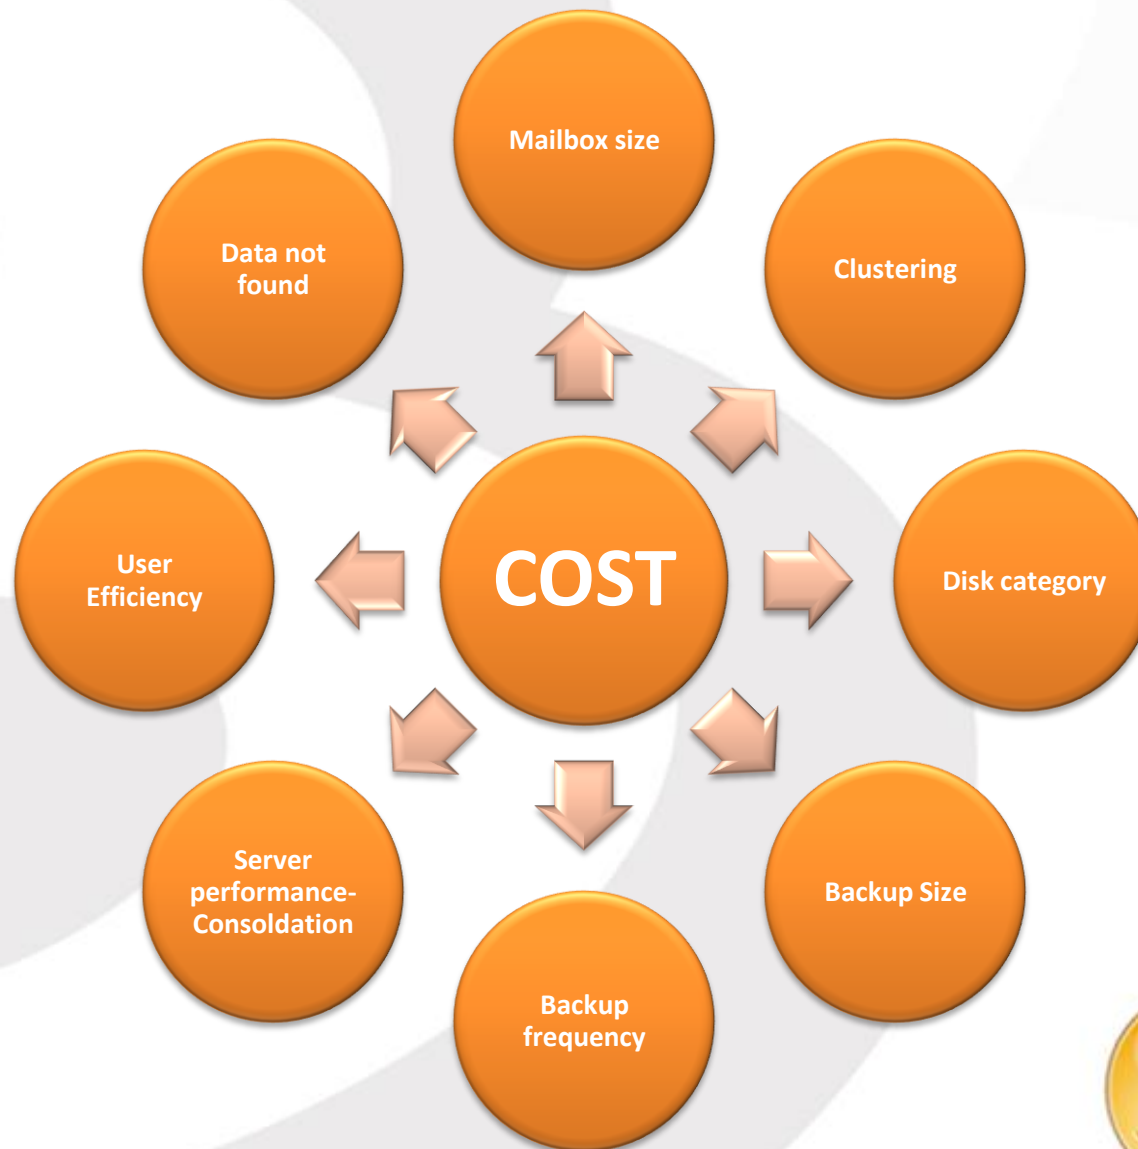 Mailbox size
Data not
found
Clustering
User
Efficiency
COST
Disk category
Server
performance-
Consoldation
Backup Size
Backup
frequency